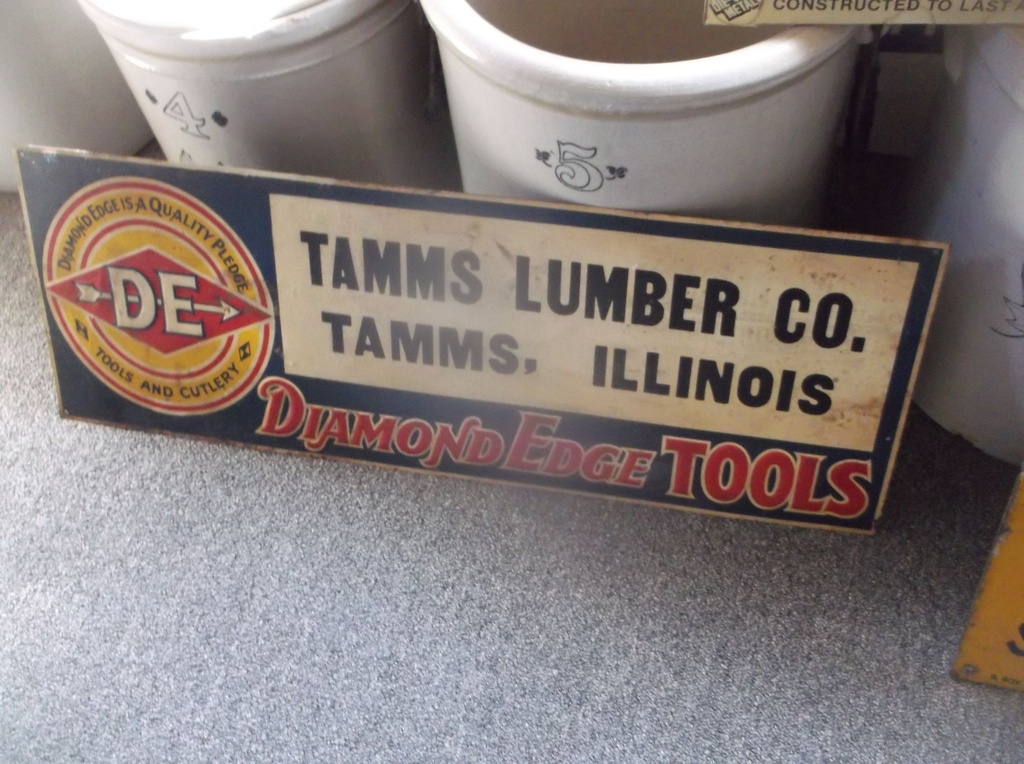 CONSTRUCTED TO LAST
4
5
DIAMOND EDGE IS A QUALITY PLEDGE
D-E
TOOLS AND CUTLERY
TAMMS LUMBER CO.
TAMMS, ILLINOIS
DIAMOND EDGE TOOLS